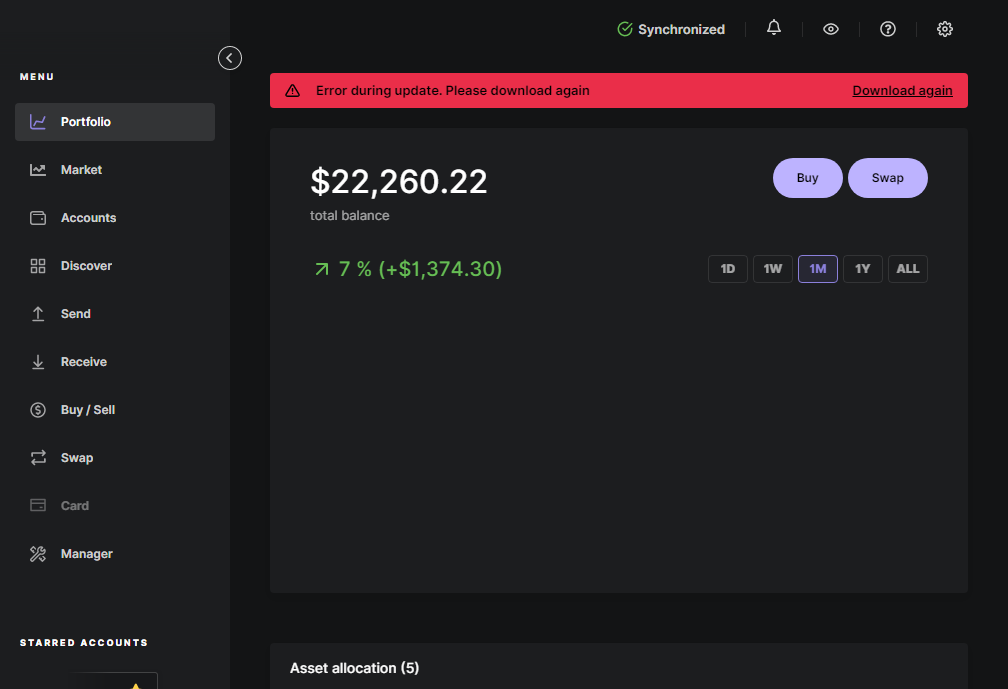 Synchronized
MENU
Error during update. Please download again Download again
Portfolio
Market
Accounts
Discover
Send
Receive
Buy / Sell
Swap
Card
Manager
STARRED ACCOUNTS
$22,260.22
total balance
Buy Swap
7 % (+$1,374.30)
1D 1W 1M 1Y ALL
Asset allocation (5)